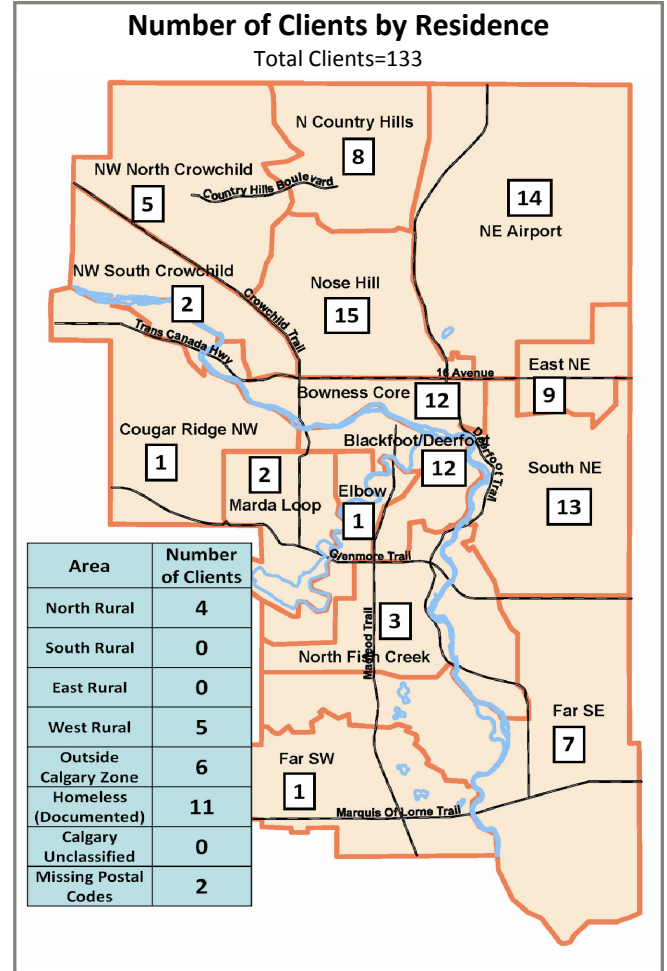 Number of Clients by Residence
Total Clients=133
N Country Hills
8
NW North Crowchild
5
Country Hills Boulevard
14
NE Airport
NW South Crowchild
2
Crowchild Trail
Nose Hill
15
Trans Canada Hwy
16 Avenue
East NE
9
Bowness Core
12
Cougar Ridge NW
1
Blackfoot/Deerfoot
12
Deerfoot Trail
2
Marda Loop
Elbow
1
South NE
13
Glenmore Trail
3
North Fish Creek
Macleod Trail
Far SE
7
Far SW
1
Marquis Of Lorne Trail
Area Number of Clients
North Rural 4
South Rural 0
East Rural 0
West Rural 5
Outside Calgary Zone 6
Homeless (Documented) 11
Calgary Unclassified 0
Missing Postal Codes 2